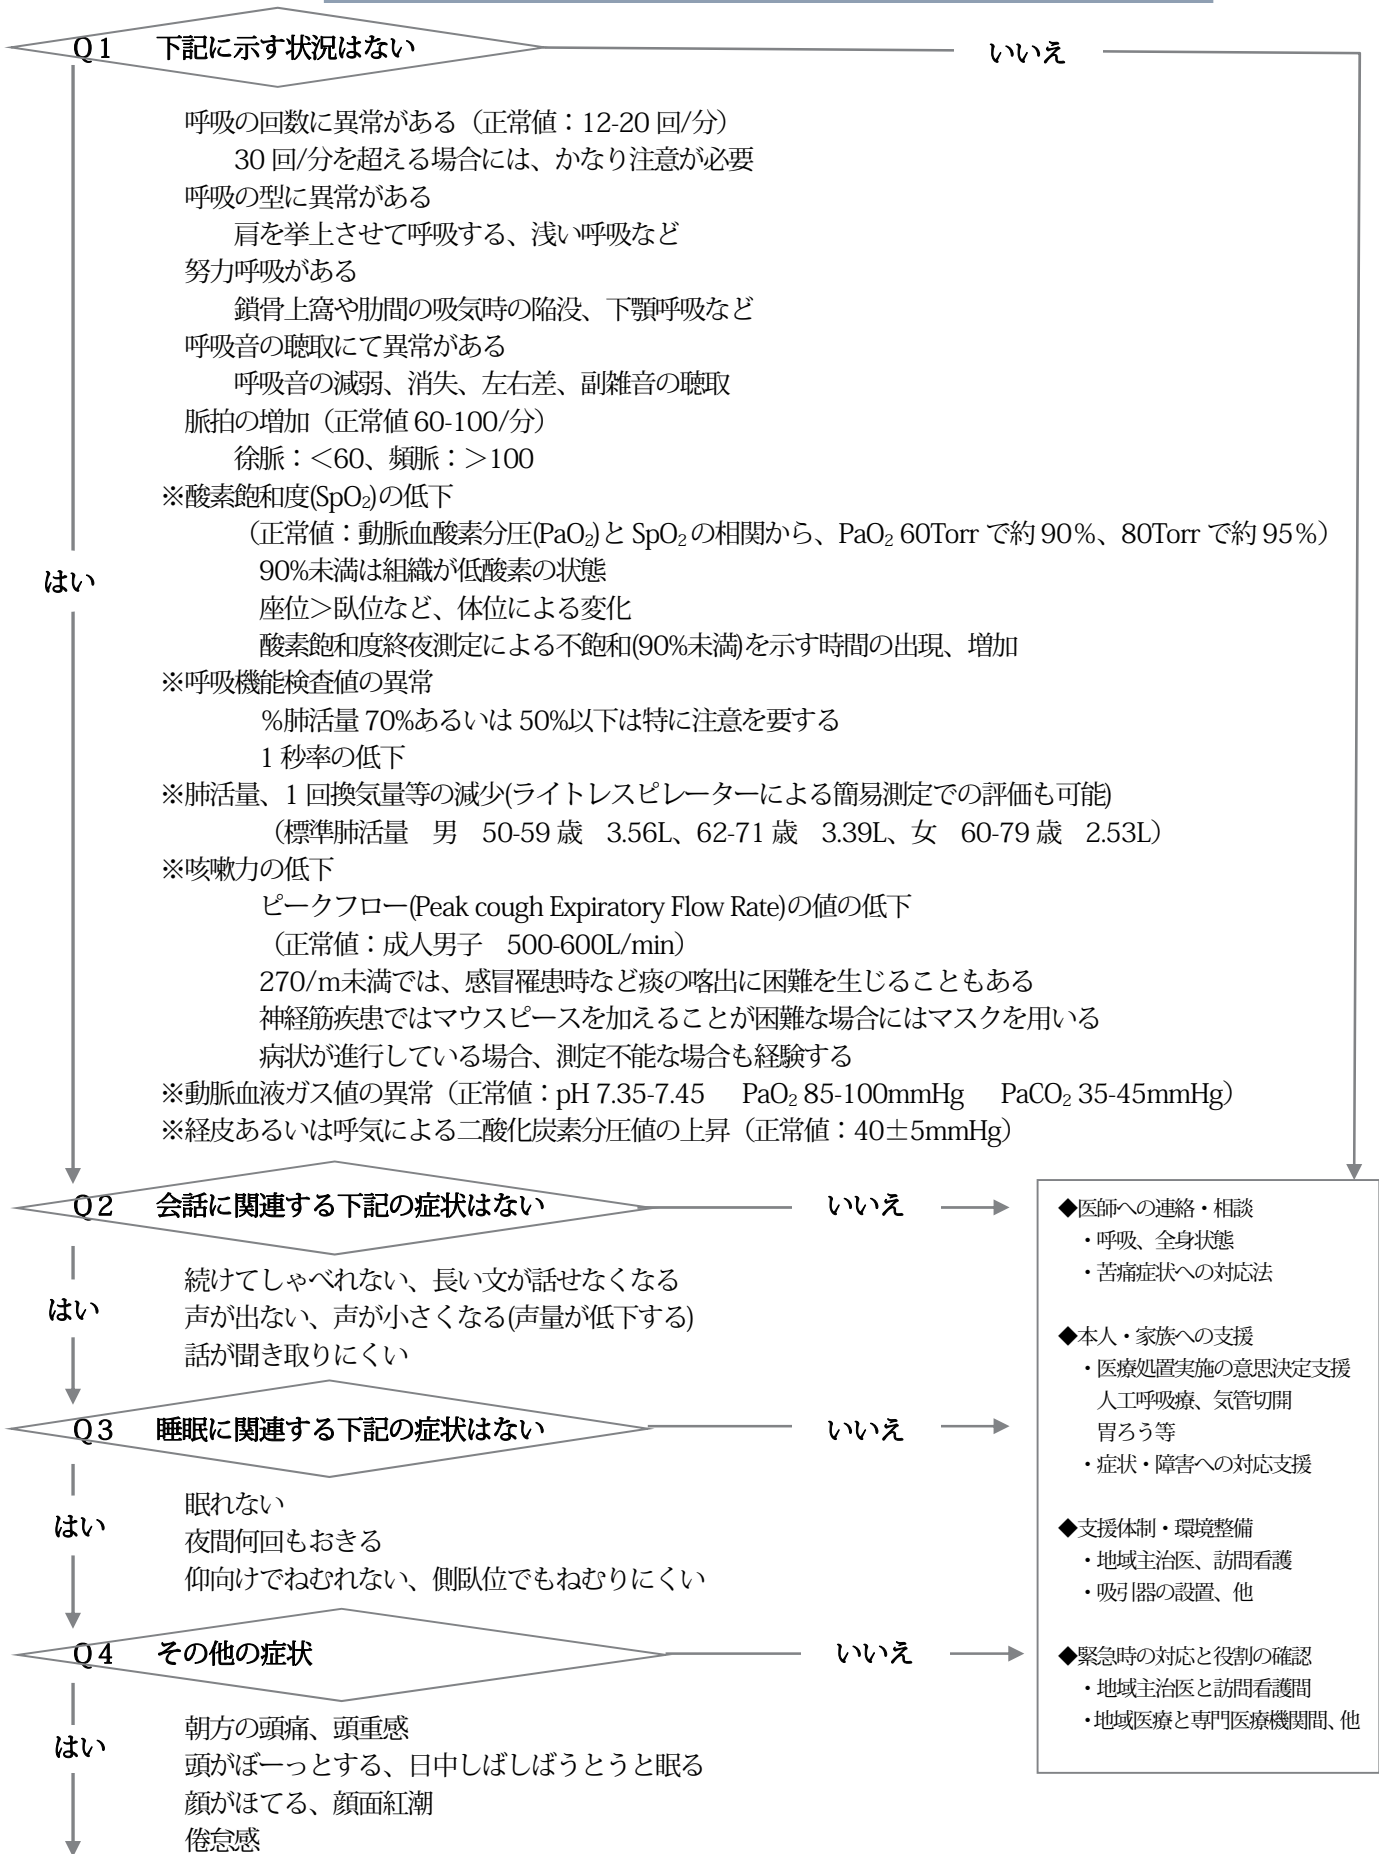 Q1　下記に示す状況はない
いいえ
呼吸の回数に異常がある（正常値：12-20 回/分）
30 回/分を超える場合には、かなり注意が必要
呼吸の型に異常がある
肩を挙上させて呼吸する、浅い呼吸など
努力呼吸がある
鎖骨上窩や肋間の吸気時の陥没、下顎呼吸など
呼吸音の聴取にて異常がある
呼吸音の減弱、消失、左右差、副雑音の聴取
脈拍の増加（正常値 60-100/分）
徐脈：＜60、頻脈：＞100
※酸素飽和度(SpO₂)の低下
（正常値：動脈血酸素分圧(PaO₂)と SpO₂の相関から、PaO₂ 60Torr で約 90%、80Torr で約 95%）
はい
90%未満は組織が低酸素の状態
座位＞臥位など、体位による変化
酸素飽和度終夜測定による不飽和(90%未満)を示す時間の出現、増加
※呼吸機能検査値の異常
%肺活量 70%あるいは 50%以下は特に注意を要する
1 秒率の低下
※肺活量、1 回換気量等の減少(ライトレスピレーターによる簡易測定での評価も可能)
（標準肺活量　男　50-59 歳　3.56L、62-71 歳　3.39L、女　60-79 歳　2.53L）
※咳嗽力の低下
ピークフロー(Peak cough Expiratory Flow Rate)の値の低下
（正常値：成人男子　500-600L/min）
270/m未満では、感冒罹患時など痰の喀出に困難を生じることもある
神経筋疾患ではマウスピースを加えることが困難な場合にはマスクを用いる
病状が進行している場合、測定不能な場合も経験する
※動脈血液ガス値の異常（正常値：pH 7.35-7.45　PaO₂ 85-100mmHg　PaCO₂ 35-45mmHg）
※経皮あるいは呼気による二酸化炭素分圧値の上昇（正常値：40±5mmHg）
Q2　会話に関連する下記の症状はない
いいえ
はい
続けてしゃべれない、長い文が話せなくなる
声が出ない、声が小さくなる(声量が低下する)
話が聞き取りにくい
Q3　睡眠に関連する下記の症状はない
いいえ
はい
眠れない
夜間何回もおきる
仰向けでねむれない、側臥位でもねむりにくい
Q4　その他の症状
いいえ
はい
朝方の頭痛、頭重感
頭がぼーっとする、日中しばしばうとうと眠る
顔がほてる、顔面紅潮
倦怠感
◆医師への連絡・相談
・呼吸、全身状態
・苦痛症状への対応法
◆本人・家族への支援
・医療処置実施の意思決定支援
人工呼吸療、気管切開
胃ろう等
・症状・障害への対応支援
◆支援体制・環境整備
・地域主治医、訪問看護
・吸引器の設置、他
◆緊急時の対応と役割の確認
・地域主治医と訪問看護間
・地域医療と専門医療機関間、他